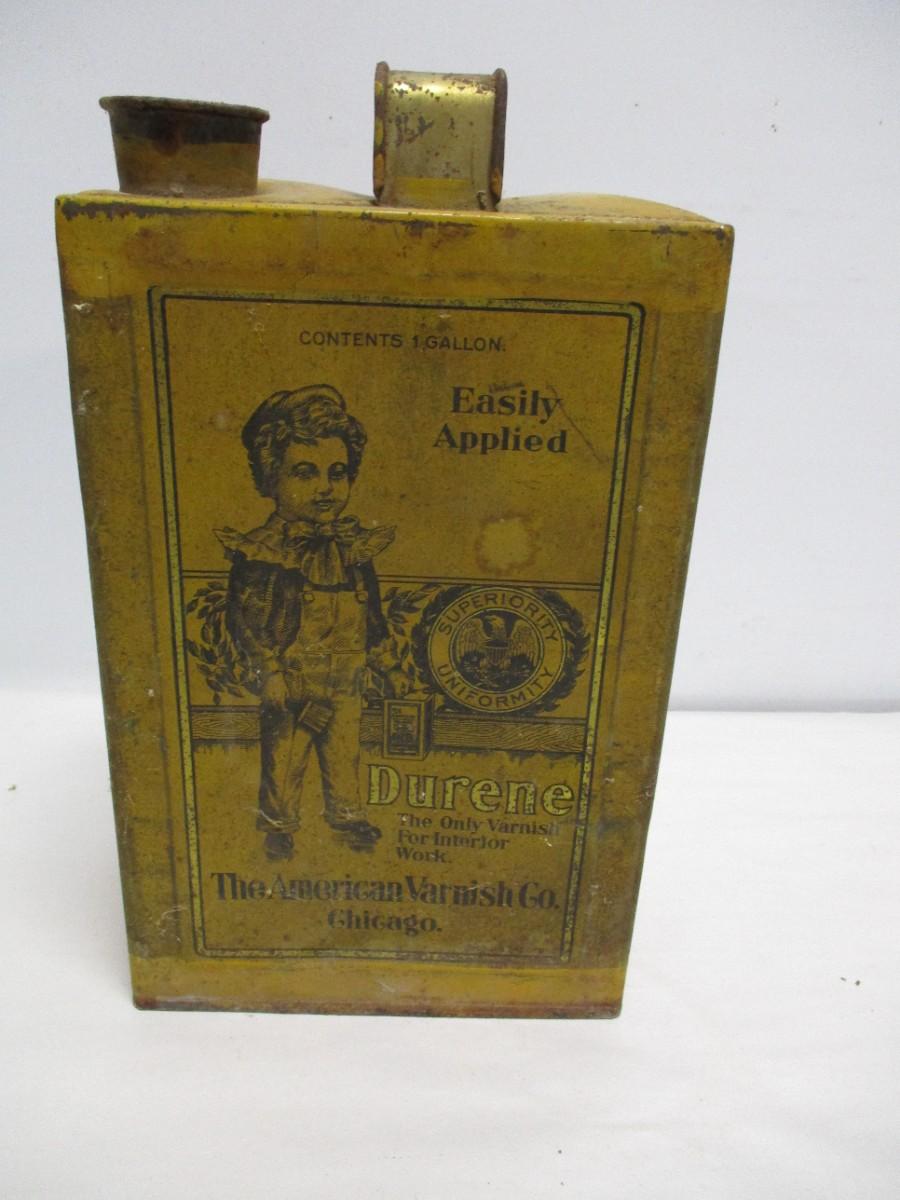 CONTENTS 1 GALLON.
Easily
Applied
SUPERIORITY
UNIFORMITY
Durene
The Only Varnish
For Interior
Work.
The American Varnish Co.
Chicago.